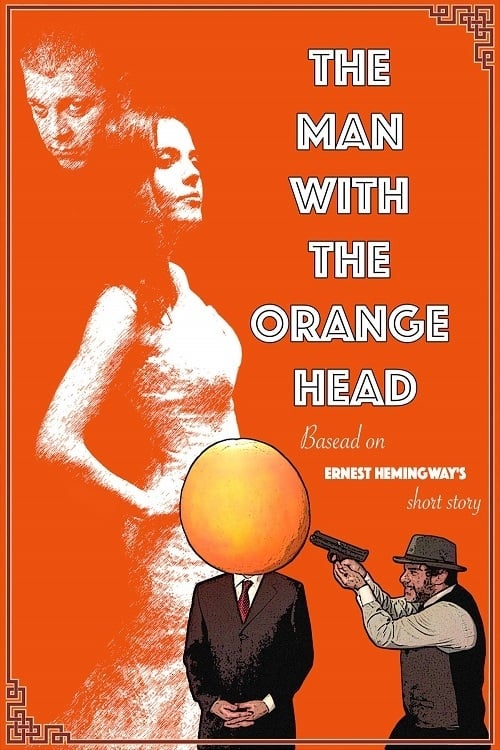 THE
MAN
WITH
THE
ORANGE
HEAD
Basead on
ERNEST HEMINGWAY'S
short story